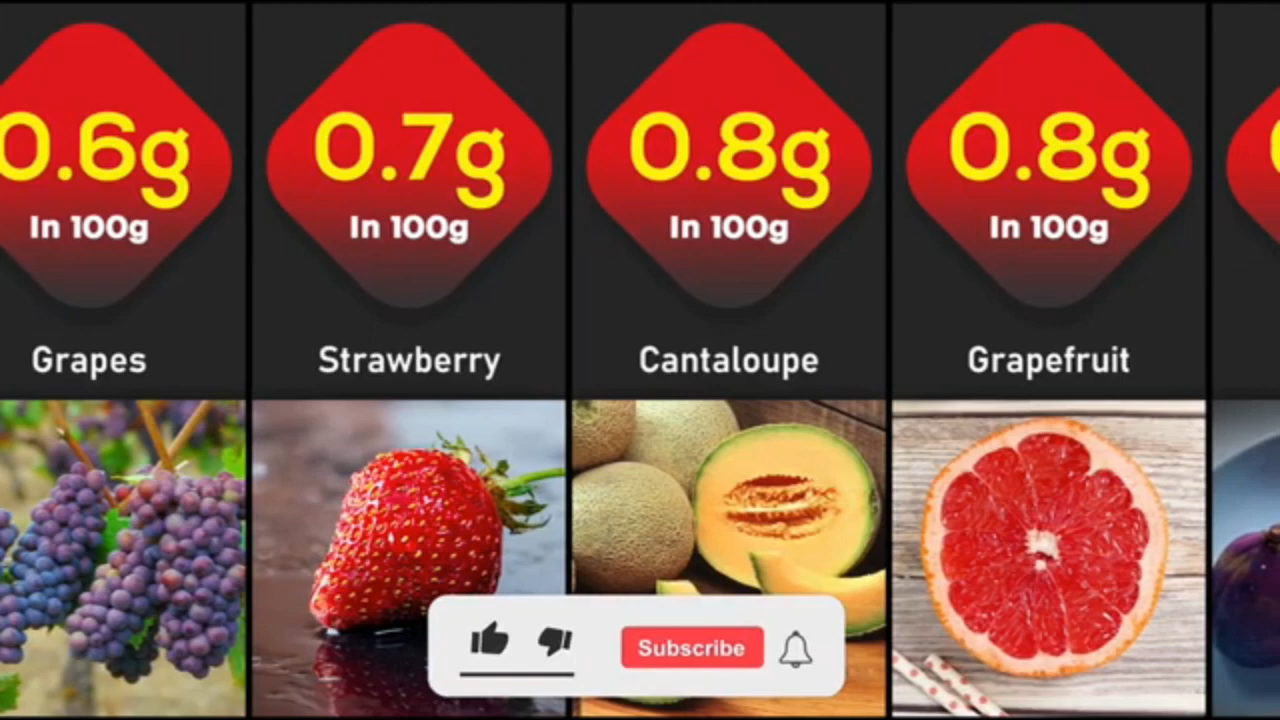 0.6g
In 100g
Grapes
0.7g
In 100g
Strawberry
0.8g
In 100g
Cantaloupe
0.8g
In 100g
Grapefruit
Subscribe